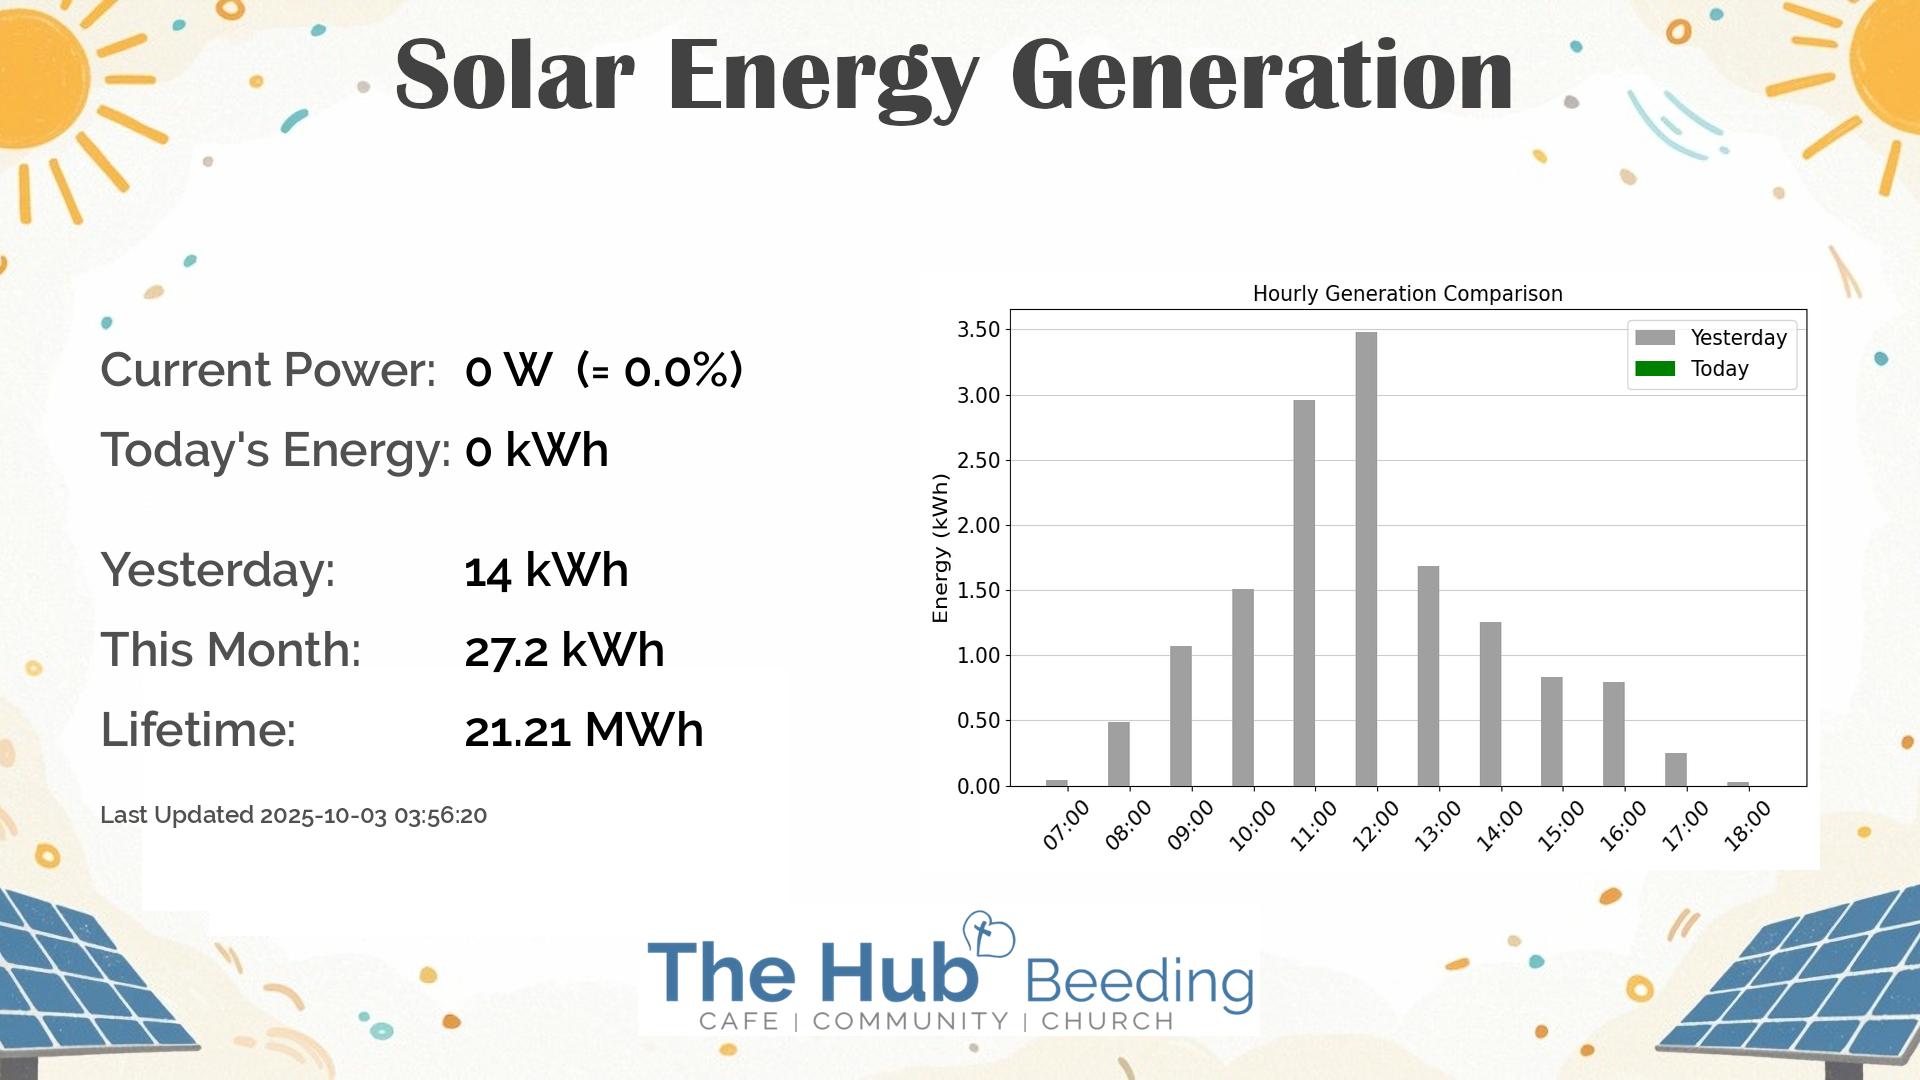 Solar Energy Generation
Current Power: 0 W (= 0.0%)
Today's Energy: 0 kWh
Yesterday: 14 kWh
This Month: 27.2 kWh
Lifetime: 21.21 MWh
Last Updated 2025-10-03 03:56:20
Hourly Generation Comparison
Yesterday
Today
Energy (kWh)
3.50
3.00
2.50
2.00
1.50
1.00
0.50
0.00
07:00 08:00 09:00 10:00 11:00 12:00 13:00 14:00 15:00 16:00 17:00 18:00
The Hub Beeding
CAFE | COMMUNITY | CHURCH